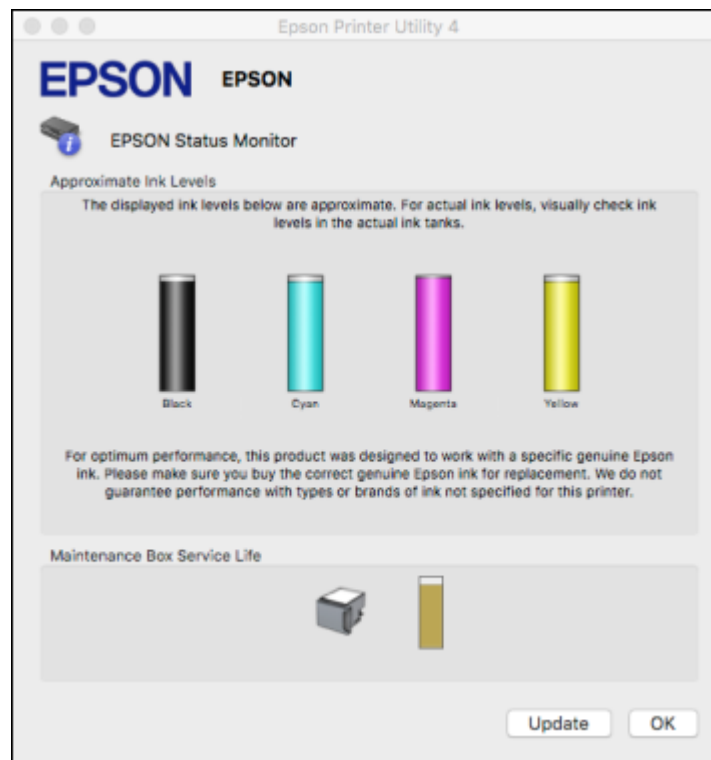 Epson Printer Utility 4
EPSON EPSON
EPSON Status Monitor
Approximate Ink Levels
The displayed ink levels below are approximate. For actual ink levels, visually check ink
levels in the actual ink tanks.
Black Cyan Magenta Yellow
For optimum performance, this product was designed to work with a specific genuine Epson
ink. Please make sure you buy the correct genuine Epson ink for replacement. We do not
guarantee performance with types or brands of ink not specified for this printer.
Maintenance Box Service Life
Update OK